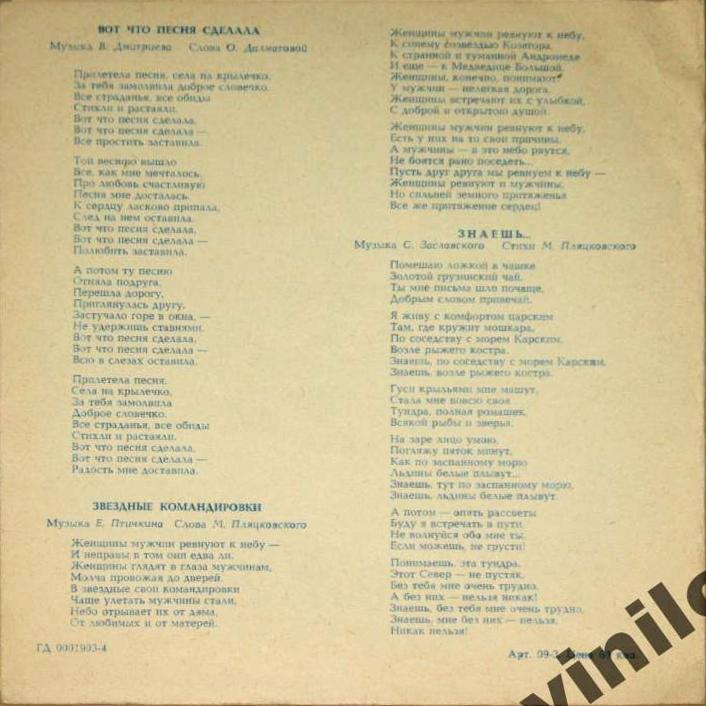 ВОТ ЧТО ПЕСНЯ СДЕЛАЛА
Музыка В. Дмитриева Слова О. Далматовой
Прилетела песня, села на крылечко,
За тебя замолвила доброе словечко.
Все страданья, все обиды
Стихли и растаяли.
Вот что песня сделала,
Вот что песня сделала —
Все простить заставила.
Той весною вышло
Все, как мне мечталось,
Про любовь счастливую
Песня мне досталась.
К сердцу ласково припала,
След на нем оставила.
Вот что песня сделала,
Вот что песня сделала —
Полюбить заставила.
А потом ту песню
Отняла подруга,
Перешла дорогу,
Приглянулась другу.
Застучало горе в окна, —
Не удержишь ставнями.
Вот что песня сделала,
Вот что песня сделала —
Всю в слезах оставила.
Прилетела песня,
Села на крылечко,
За тебя замолвила
Доброе словечко.
Все страданья, все обиды
Стихли и растаяли.
Вот что песня сделала,
Вот что песня сделала —
Радость мне доставила.
ЗВЕЗДНЫЕ КОМАНДИРОВКИ
Музыка Е. Птичкина Слова М. Пляцковского
Женщины мужчин ревнуют к небу —
И неправы в том они едва ли.
Женщины глядят в глаза мужчинам,
Молча провожая до дверей.
В звездные свои командировки
Чаще улетать мужчины стали,
Небо отрывает их от дома,
От любимых и от матерей.
ГД 0001903-4
Женщины мужчин ревнуют к небу,
К синему созвездью Козерога,
К странной и туманной Андромеде
И еще — к Медведице Большой.
Женщины, конечно, понимают:
У мужчин — нелегкая дорога.
Женщины встречают их с улыбкой,
С доброй и открытою душой.
Женщины мужчин ревнуют к небу,
Есть у них на то свои причины.
А мужчины — в это небо рвутся,
Не боятся рано поседеть...
Пусть друг друга мы ревнуем к небу —
Женщины ревнуют и мужчины,
Но сильней земного притяженья
Все же притяжение сердец!
ЗНАЕШЬ...
Музыка С. Заславского Стихи М. Пляцковского
Помешаю ложкой в чашке
Золотой грузинский чай.
Ты мне письма шло почаще,
Добрым словом привечай.
Я живу с комфортом царским
Там, где кружит мошкара,
По соседству с морем Карским,
Возле рыжего костра.
Знаешь, по соседству с морем Карским,
Знаешь, возле рыжего костра.
Гуси крыльями мне машут,
Стала мне вовсю своя
Тундра, полная ромашек,
Всякой рыбы и зверья.
На заре лицо умою,
Погляжу пяток минут,
Как по заспанному морю
Льдины белые плывут.
Знаешь, тут по заспанному морю,
Знаешь, льдины белые плывут.
А потом — опять рассветы
Буду я встречать в пути.
Не волнуйся обо мне ты,
Если можешь, не грусти!
Понимаешь, эта тундра,
Этот Север — не пустяк.
Без тебя мне очень трудно,
А без них — нельзя никак!
Знаешь, без тебя мне очень трудно,
Знаешь, мне без них — нельзя,
Никак нельзя!
Арт. 09-3. Цена коп.
vinilo